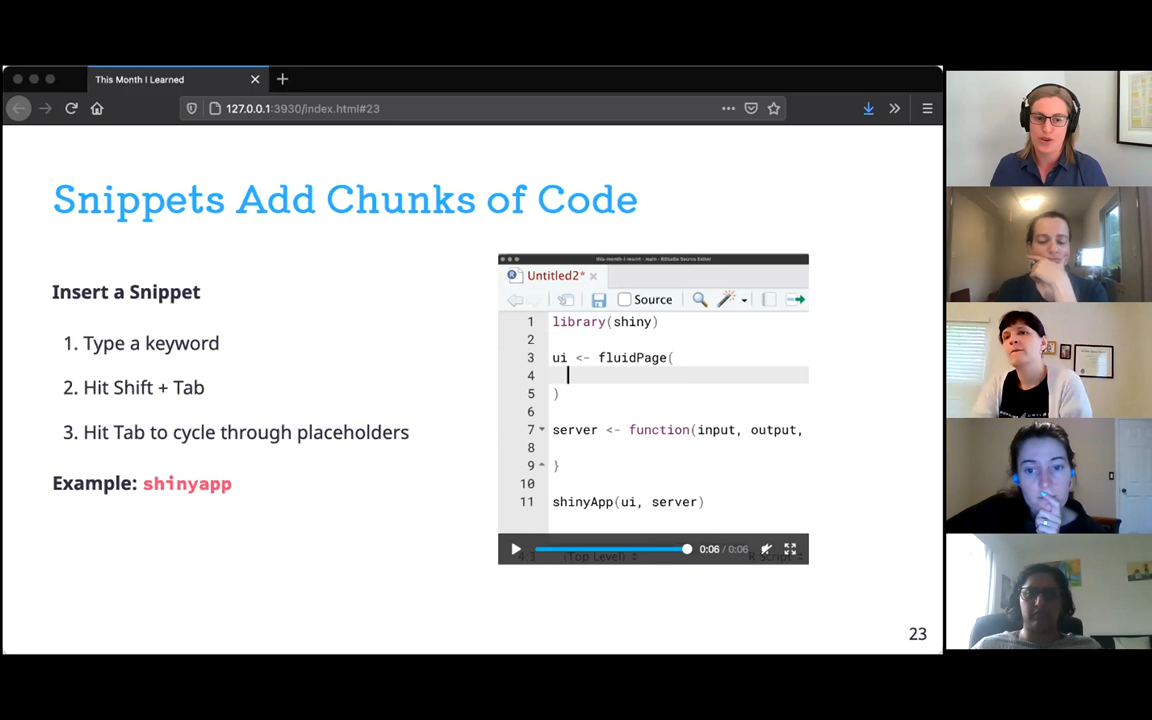 This Month I Learned
127.0.0.1:3930/index.html#23
Snippets Add Chunks of Code
Insert a Snippet
1. Type a keyword
2. Hit Shift + Tab
3. Hit Tab to cycle through placeholders
Example: shinyapp
Untitled2*
Source
1 library(shiny)
2
3 ui <- fluidPage(
4
5 )
6
7 server <- function(input, output,
8
9 }
10
11 shinyApp(ui, server)
0:06 / 0:06
(Top Level)
R Script
23